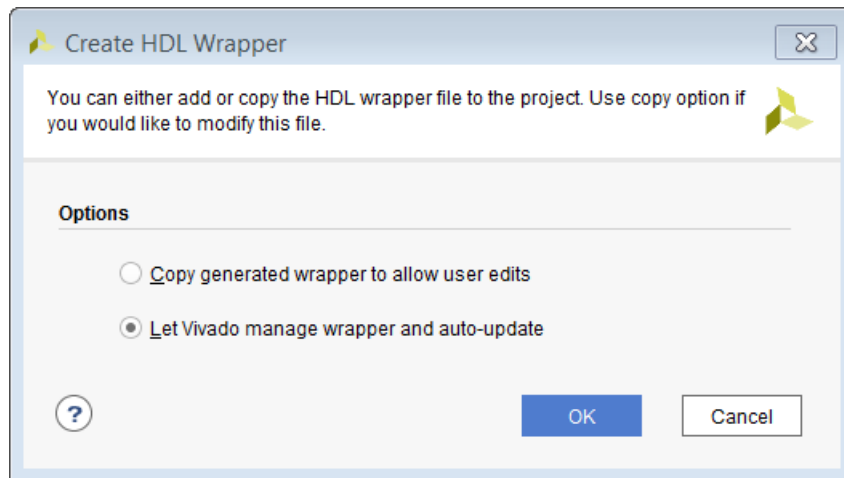 Create HDL Wrapper
You can either add or copy the HDL wrapper file to the project. Use copy option if
you would like to modify this file.
Options
Copy generated wrapper to allow user edits
Let Vivado manage wrapper and auto-update
?
OK
Cancel